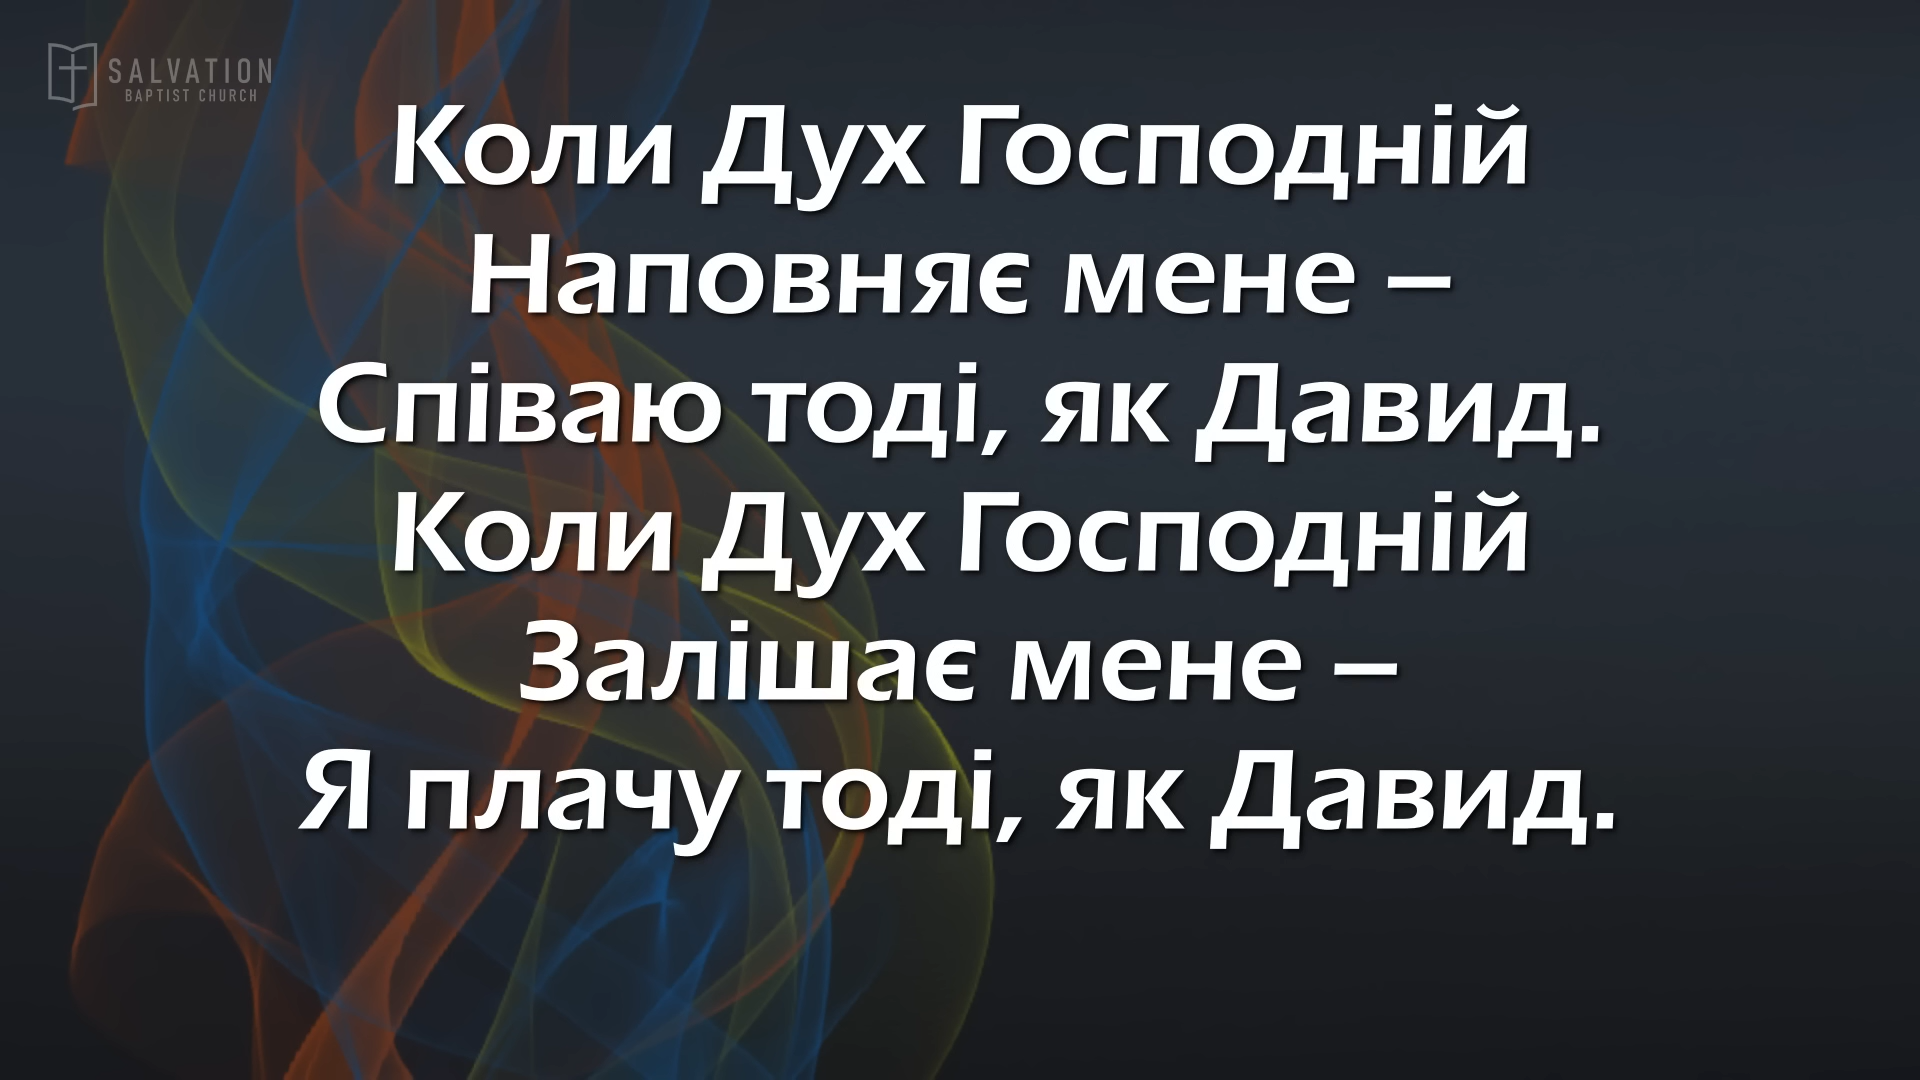 SALVATION
BAPTIST CHURCH
Коли Дух Господній
Наповняє мене –
Співаю тоді, як Давид.
Коли Дух Господній
Залішає мене –
Я плачу тоді, як Давид.